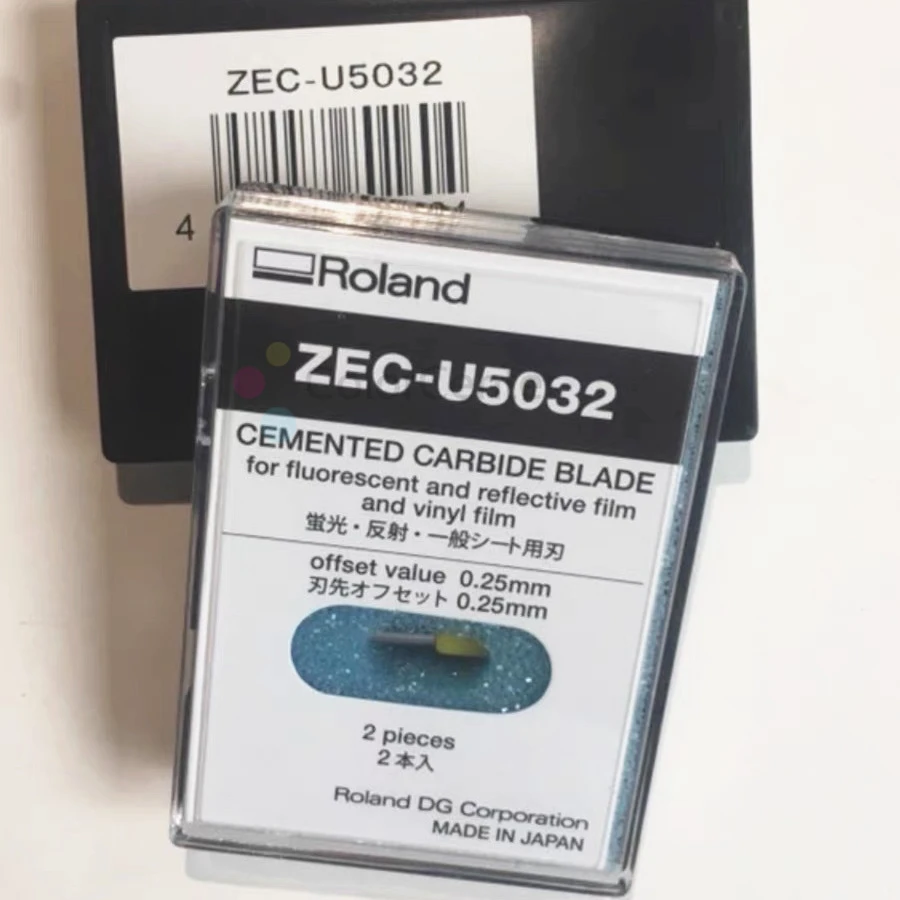 ZEC-U5032
4
Roland
ZEC-U5032
CEMENTED CARBIDE BLADE
for fluorescent and reflective film
and vinyl film
蛍光・反射・一般シート用刃
offset value 0.25mm
刃先オフセット 0.25mm
2 pieces
2本入
Roland DG Corporation
MADE IN JAPAN